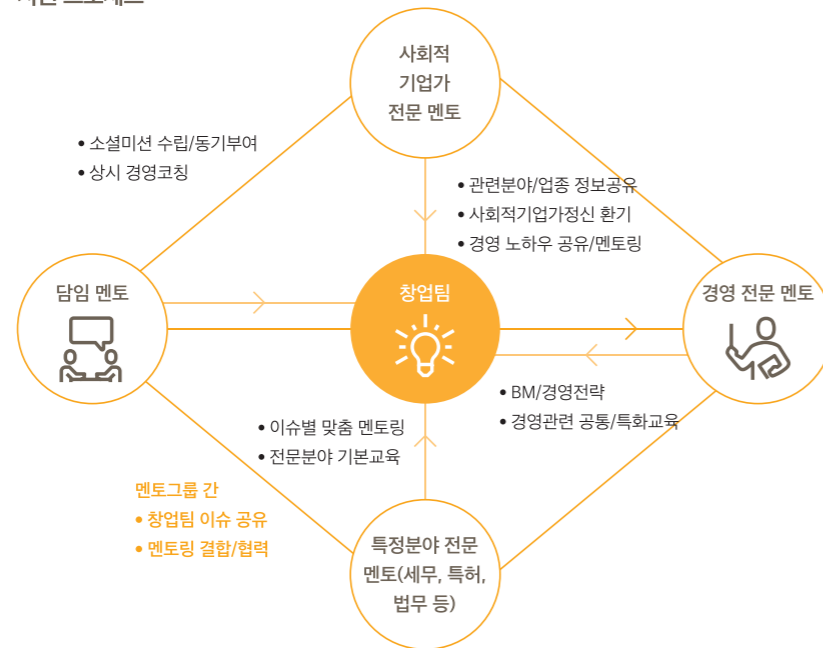 사회적
기업가
전문 멘토
• 소셜미션 수립/동기부여
• 상시 경영코칭
• 관련분야/업종 정보공유
• 사회적기업가정신 환기
• 경영 노하우 공유/멘토링
담임 멘토
창업팀
경영 전문 멘토
• BM/경영전략
• 경영관련 공통/특화교육
• 이슈별 맞춤 멘토링
• 전문분야 기본교육
멘토그룹 간
• 창업팀 이슈 공유
• 멘토링 결합/협력
특정분야 전문
멘토(세무, 특허,
법무 등)